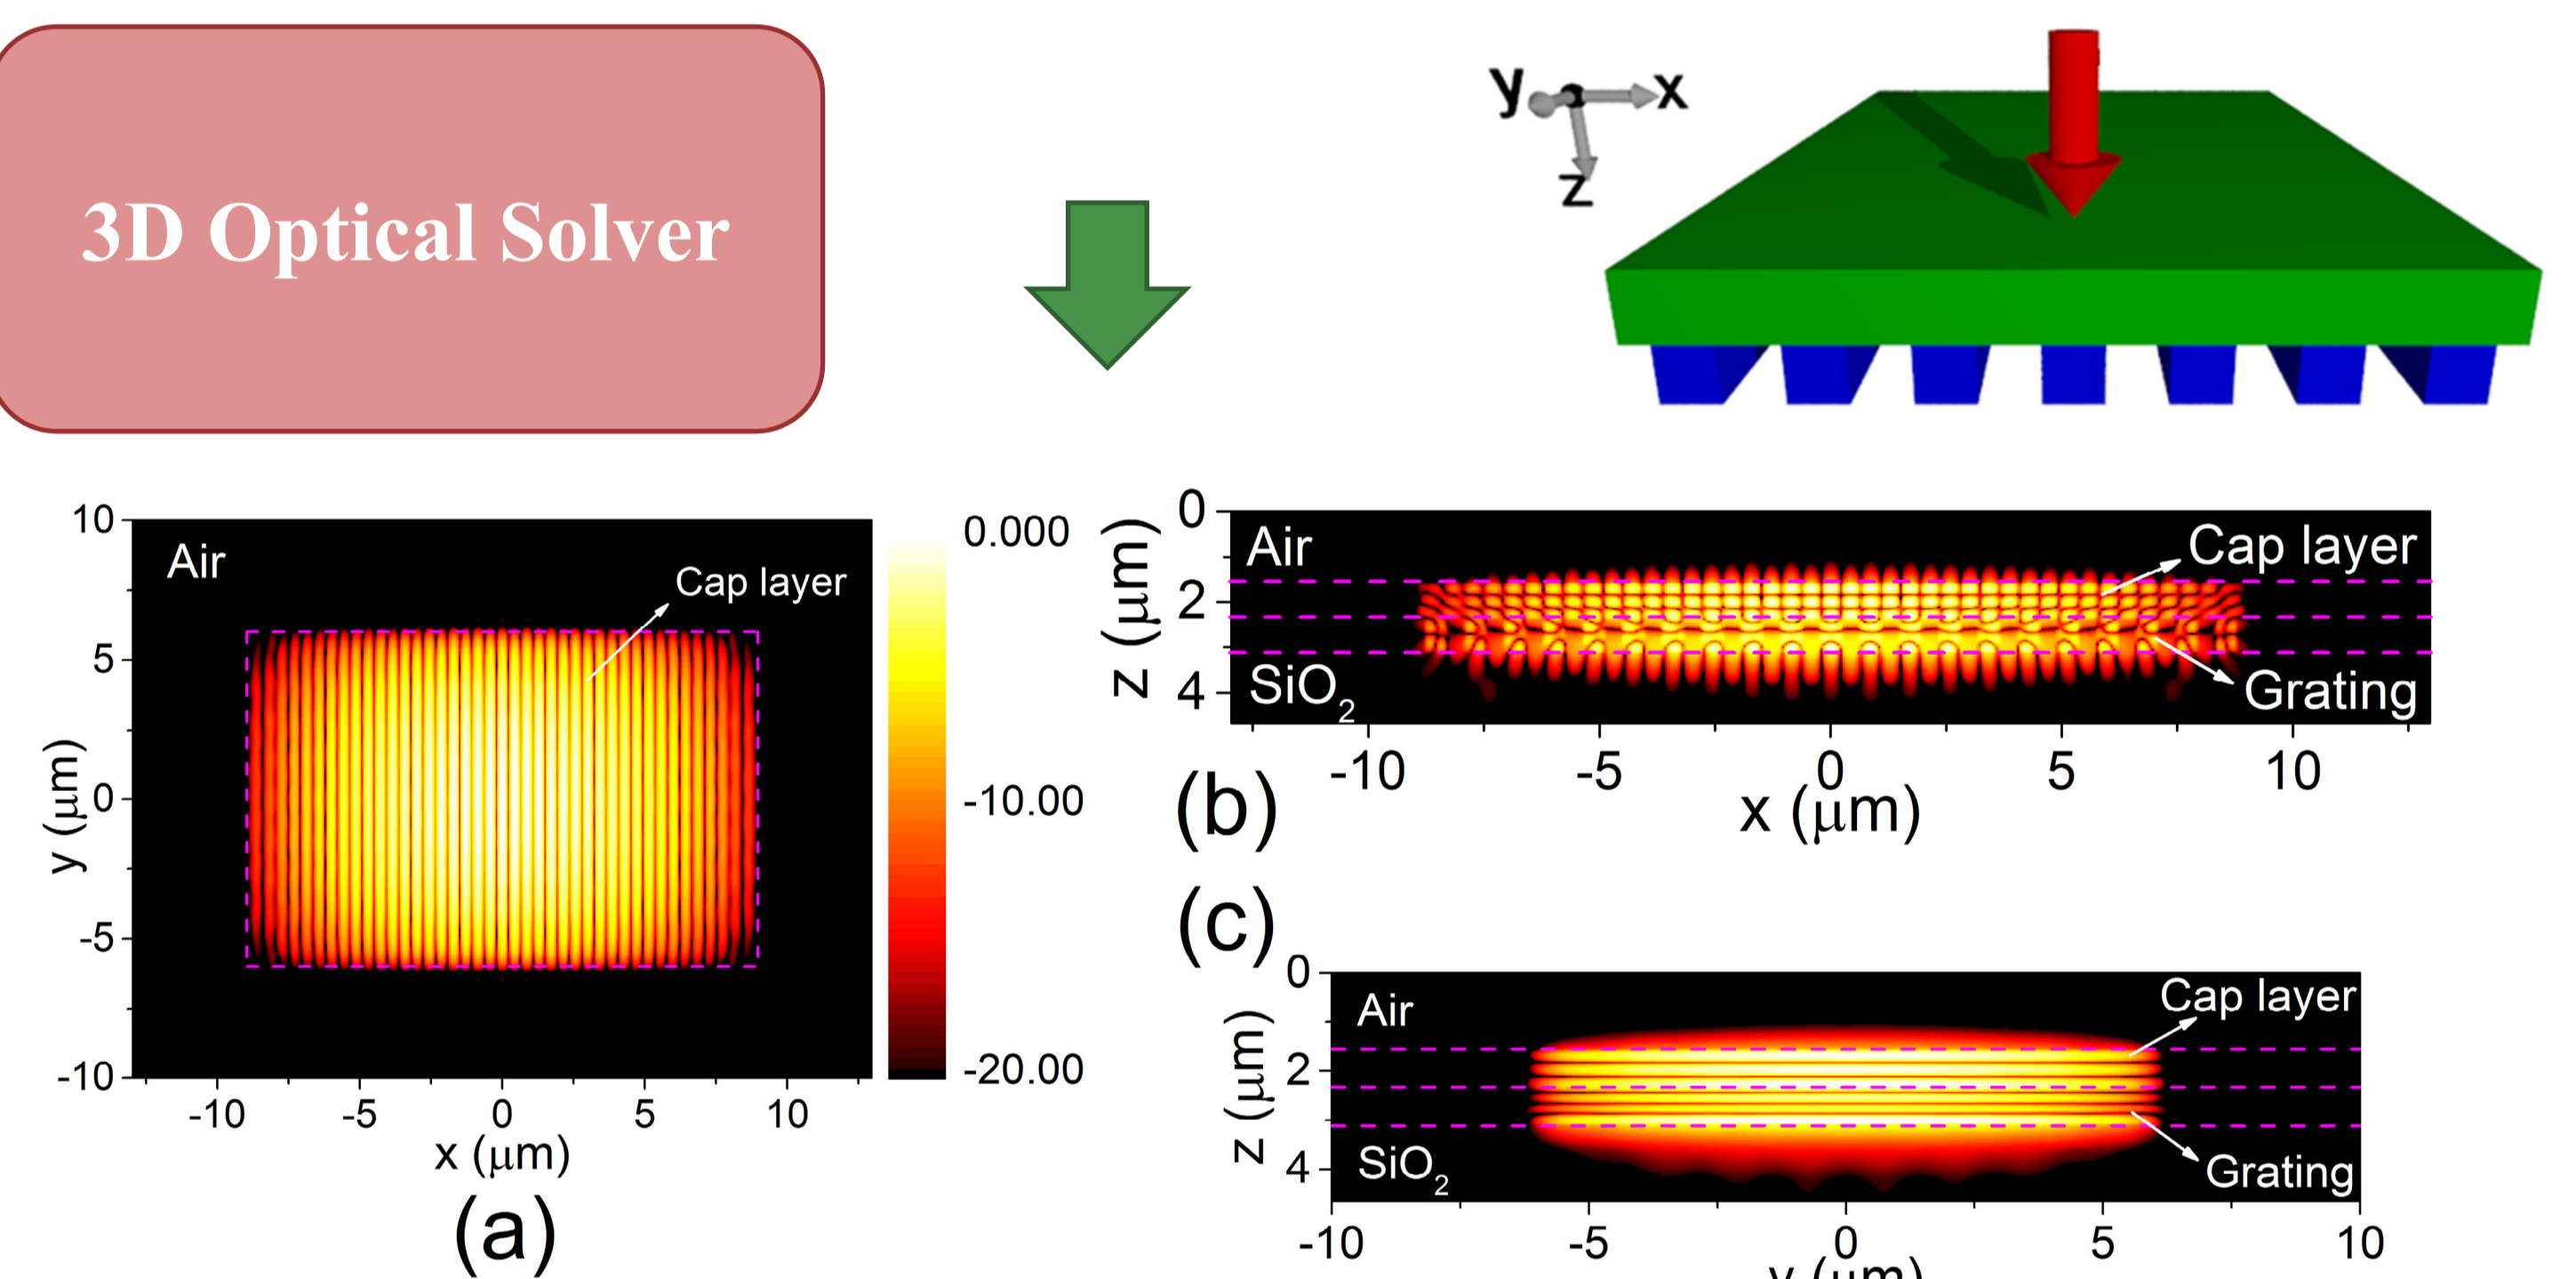 3D Optical Solver
y
x
z
10
5
0
-5
-10
y (μm)
Air
Cap layer
-10
-5
0
5
10
x (μm)
(a)
0.000
-10.00
-20.00
0
2
4
z (μm)
Air
Cap layer
SiO2
Grating
-10
-5
0
5
10
x (μm)
(b)
(c)
0
2
4
z (μm)
Air
Cap layer
SiO2
Grating
-10
-5
0
5
10
y (μm)